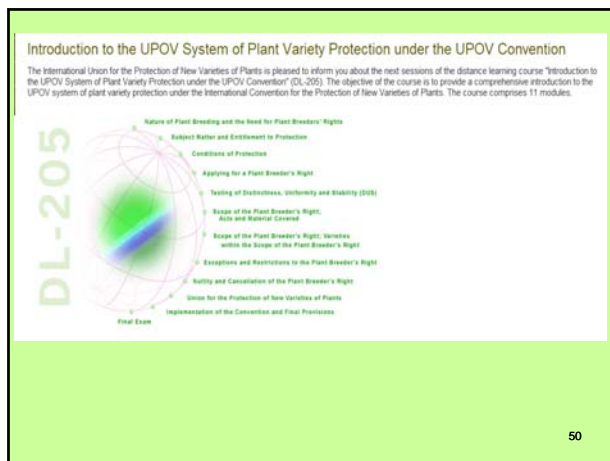 Introduction to the UPOV System of Plant Variety Protection under the UPOV Convention
The International Union for the Protection of New Varieties of Plants is pleased to inform you about the next sessions of the distance learning course "Introduction to
the UPOV System of Plant Variety Protection under the UPOV Convention" (DL-205). The objective of the course is to provide a comprehensive introduction to the
UPOV system of plant variety protection under the International Convention for the Protection of New Varieties of Plants. The course comprises 11 modules.
DL-205
Nature of Plant Breeding and the Need for Plant Breeders' Rights
Subject Matter and Entitlement to Protection
Conditions of Protection
Applying for a Plant Breeder's Right
Testing of Distinctness, Uniformity and Stability (DUS)
Scope of the Plant Breeder's Right;
Acts and Material Covered
Scope of the Plant Breeder's Right; Varieties
within the Scope of the Plant Breeder's Right
Exceptions and Restrictions to the Plant Breeder's Right
Nullity and Cancellation of the Plant Breeder's Right
Union for the Protection of New Varieties of Plants
Implementation of the Convention and Final Provisions
Final Exam
50